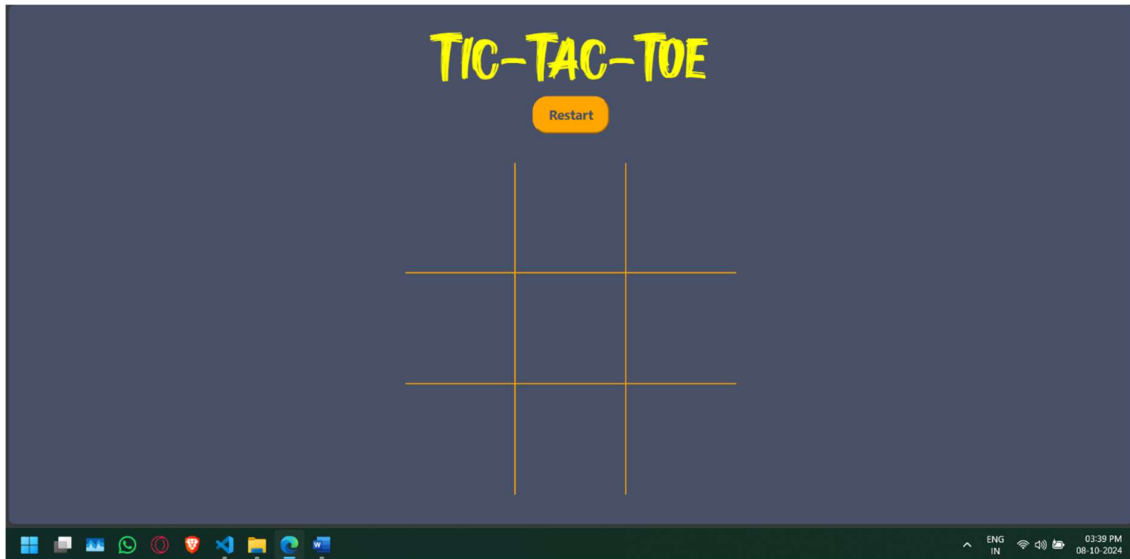 TIC-TAC-TOE
Restart
ENG
IN
03:39 PM
08-10-2024